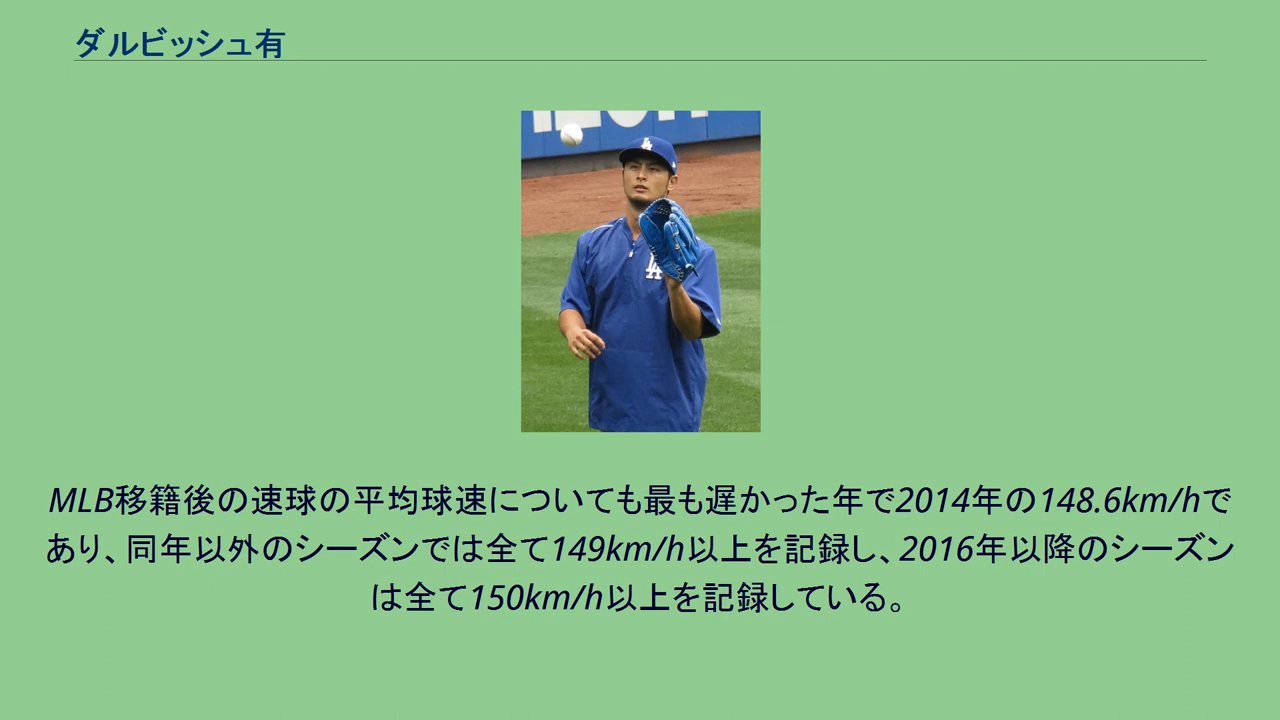 ダルビッシュ有
LA
LA
MLB移籍後の速球の平均球速についても最も遅かった年で2014年の148.6km/hで
あり、同年以外のシーズンでは全て149km/h以上を記録し、2016年以降のシーズン
は全て150km/h以上を記録している。